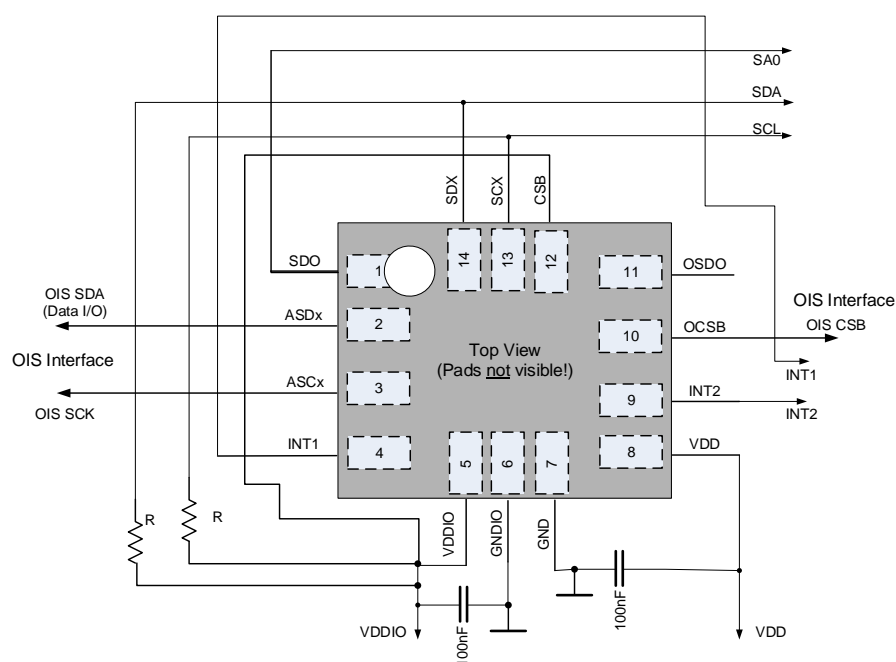 SA0
SDA
SCL
SDX
SCX
CSB
SDO
1
14
13
12
11
OSDO
OIS SDA
(Data I/O)
ASDx
2
10
OCSB
OIS Interface
OIS CSB
Top View
(Pads not visible!)
OIS Interface
ASCx
3
OIS SCK
9
INT2
INT1
INT2
INT1
4
5
6
7
8
VDD
R
R
VDDIO
GNDIO
GND
100nF
100nF
VDDIO
VDD